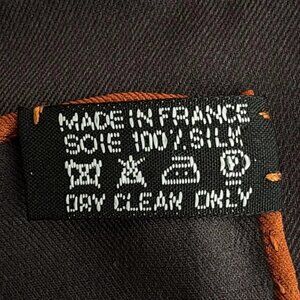 MADE IN FRANCE
SOIE 100% SILK
P
DRY CLEAN ONLY